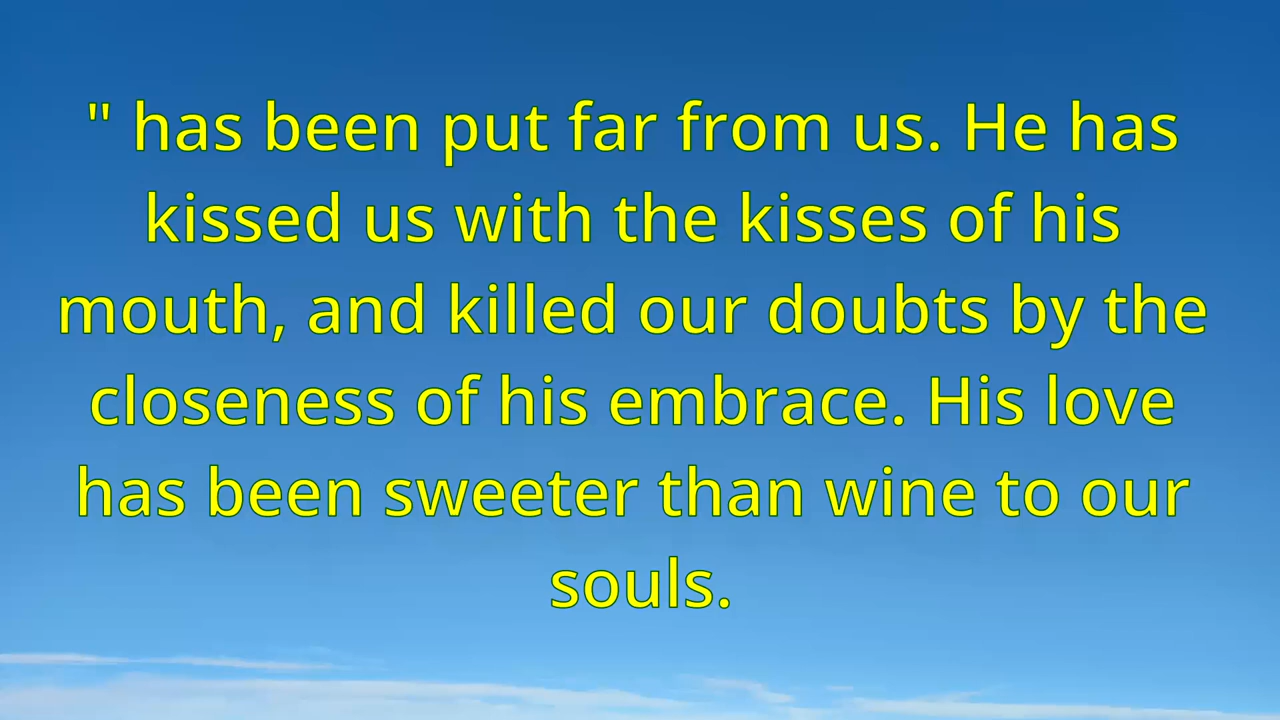 " has been put far from us. He has
kissed us with the kisses of his
mouth, and killed our doubts by the
closeness of his embrace. His love
has been sweeter than wine to our
souls.